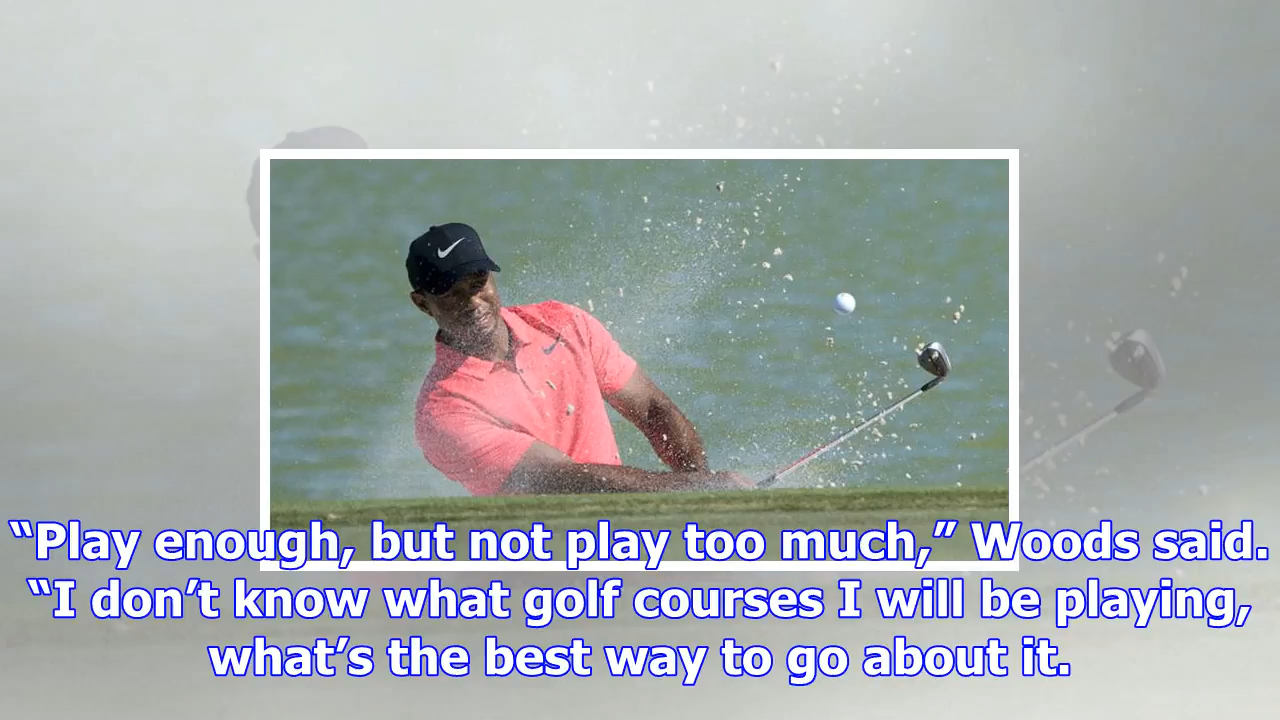 “Play enough, but not play too much,” Woods said.
“I don’t know what golf courses I will be playing,
what’s the best way to go about it.